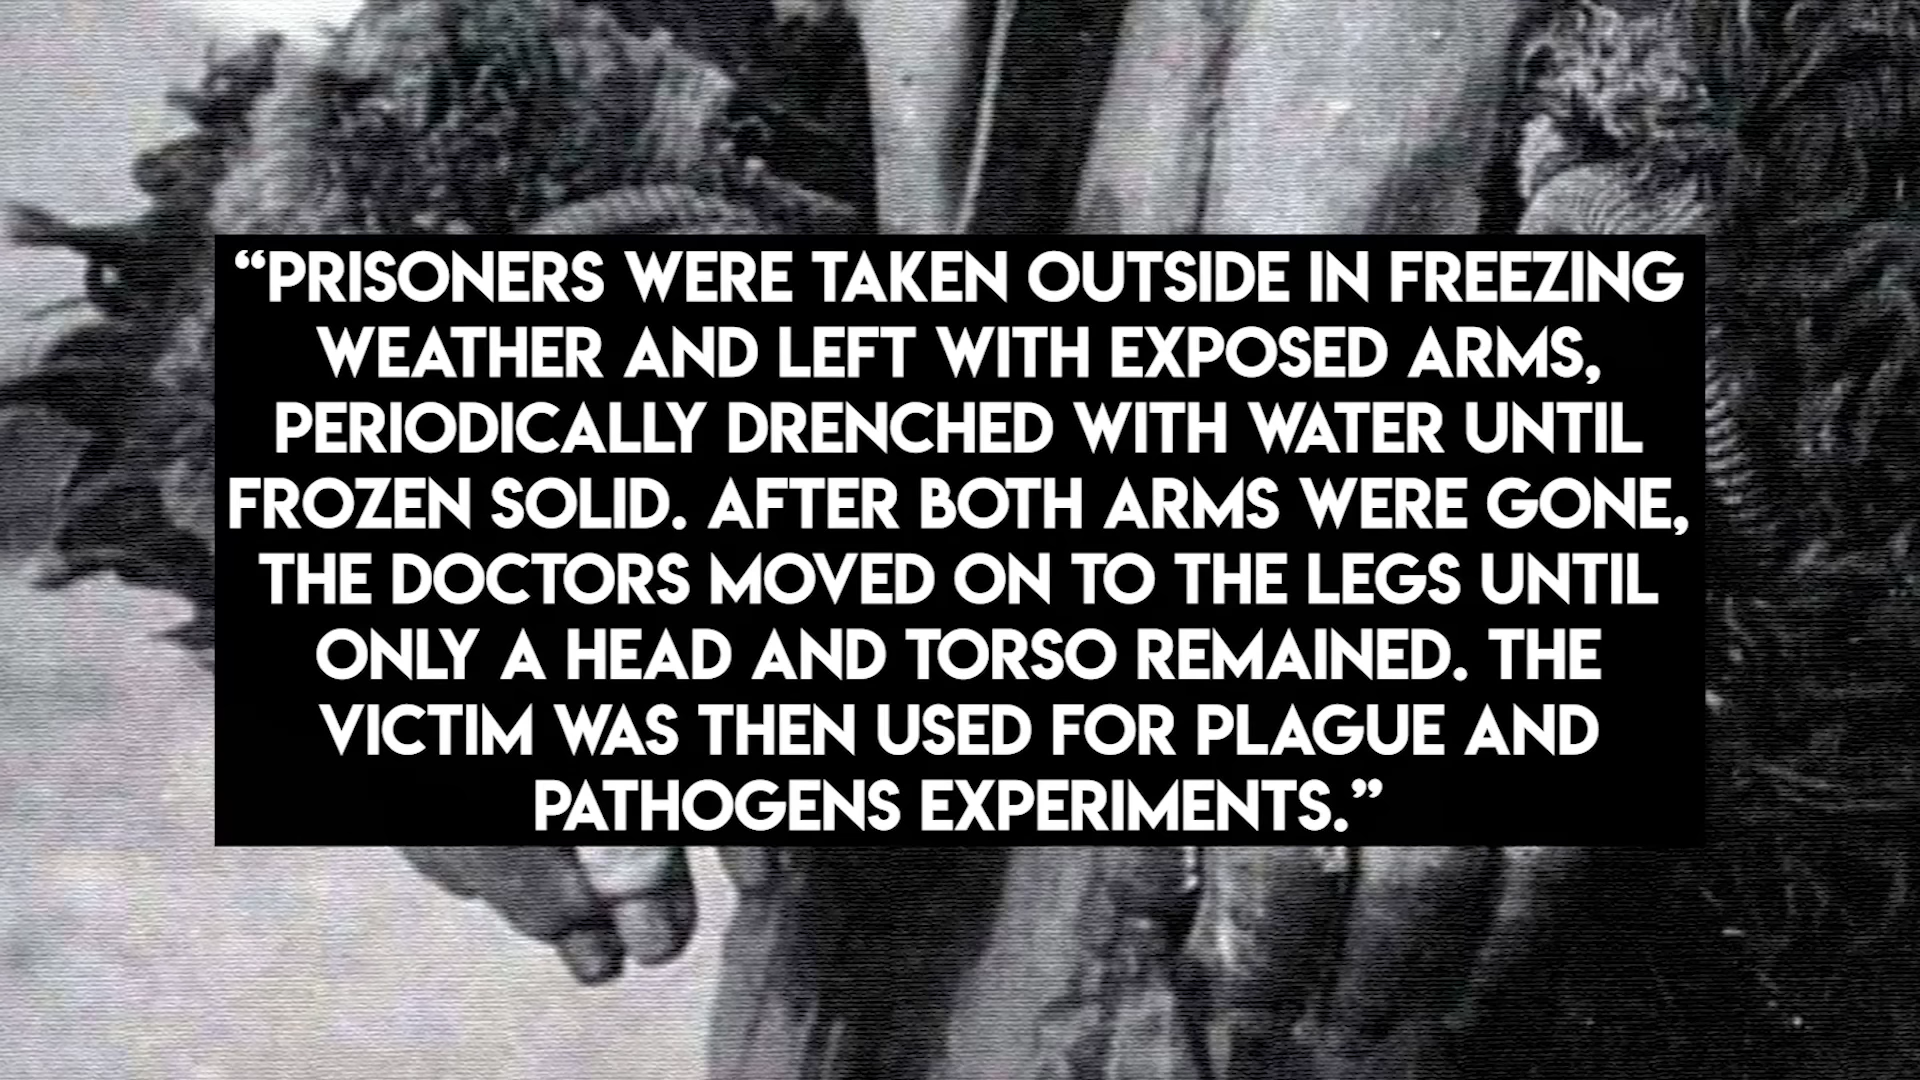 “PRISONERS WERE TAKEN OUTSIDE IN FREEZING
WEATHER AND LEFT WITH EXPOSED ARMS,
PERIODICALLY DRENCHED WITH WATER UNTIL
FROZEN SOLID. AFTER BOTH ARMS WERE GONE,
THE DOCTORS MOVED ON TO THE LEGS UNTIL
ONLY A HEAD AND TORSO REMAINED. THE
VICTIM WAS THEN USED FOR PLAGUE AND
PATHOGENS EXPERIMENTS.”